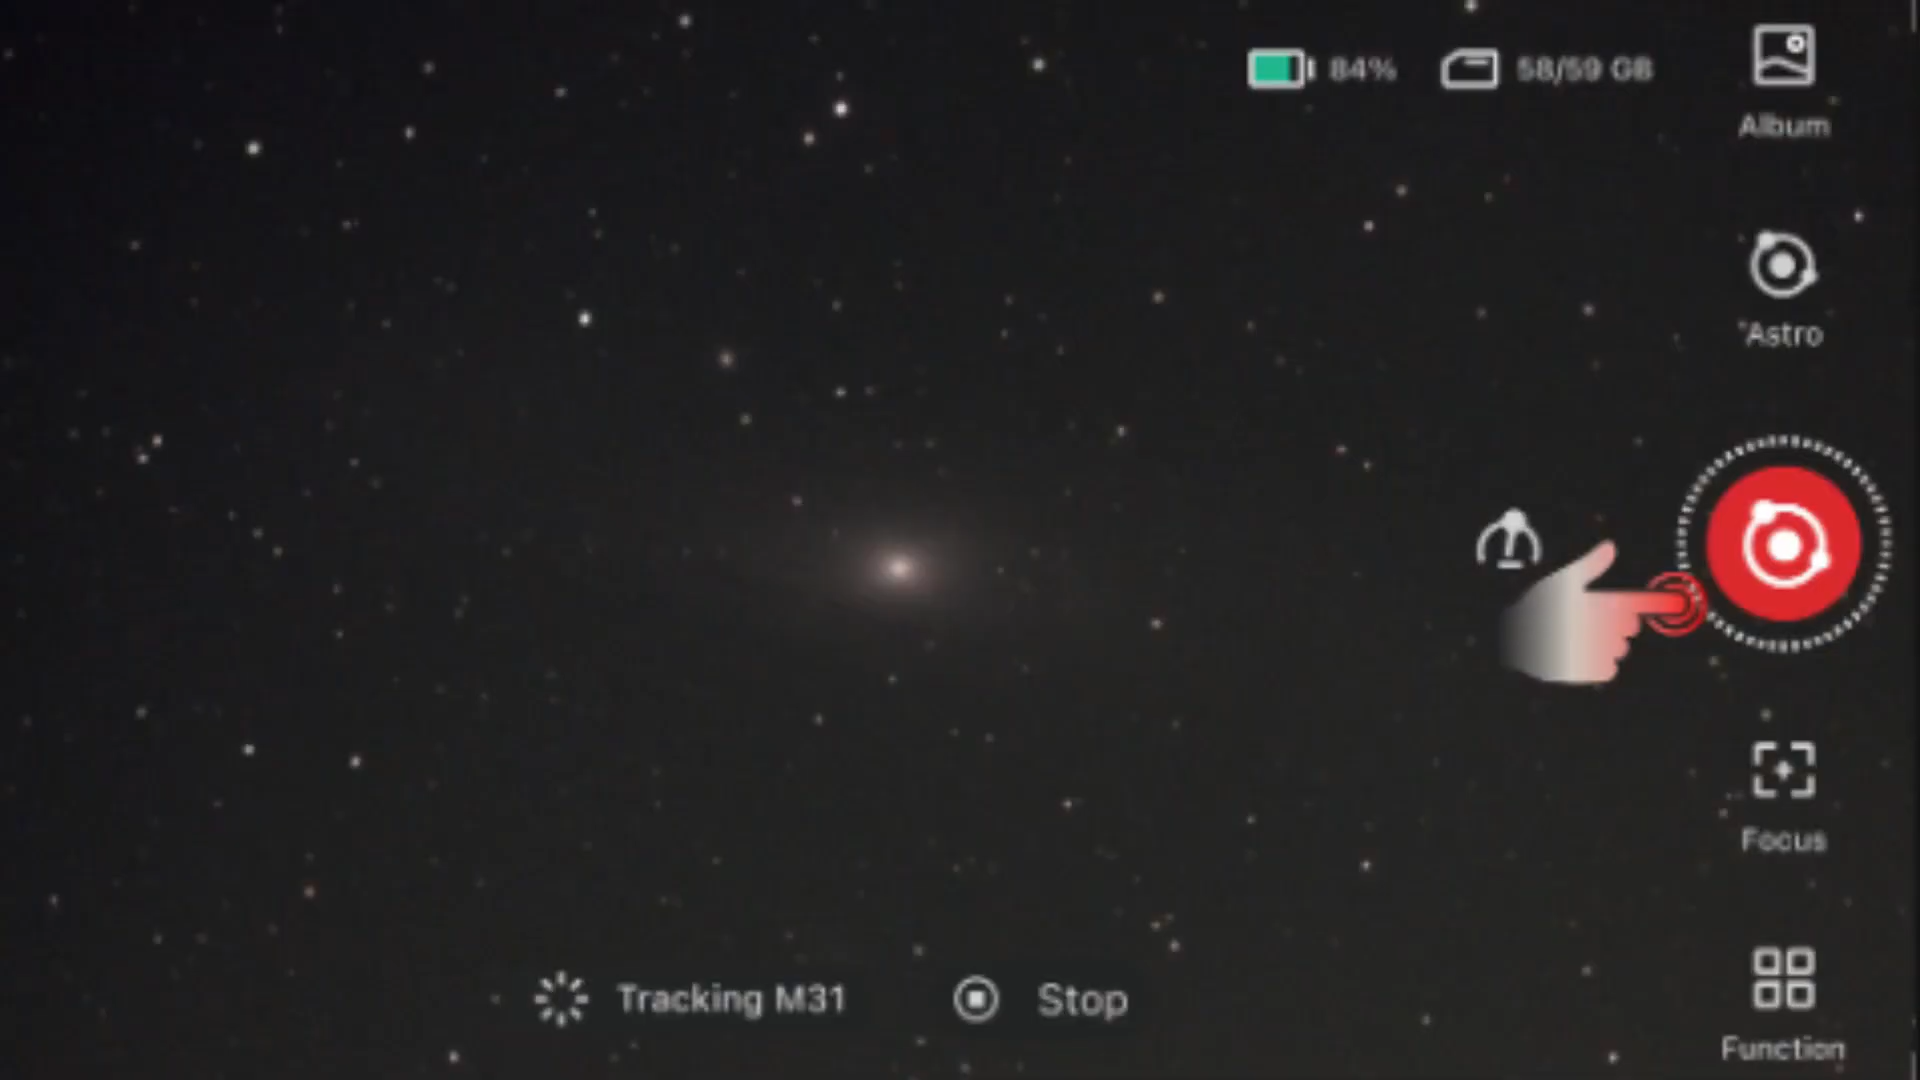 84% 58/59 GB
Album
Astro
Focus
Tracking M31 Stop
Function